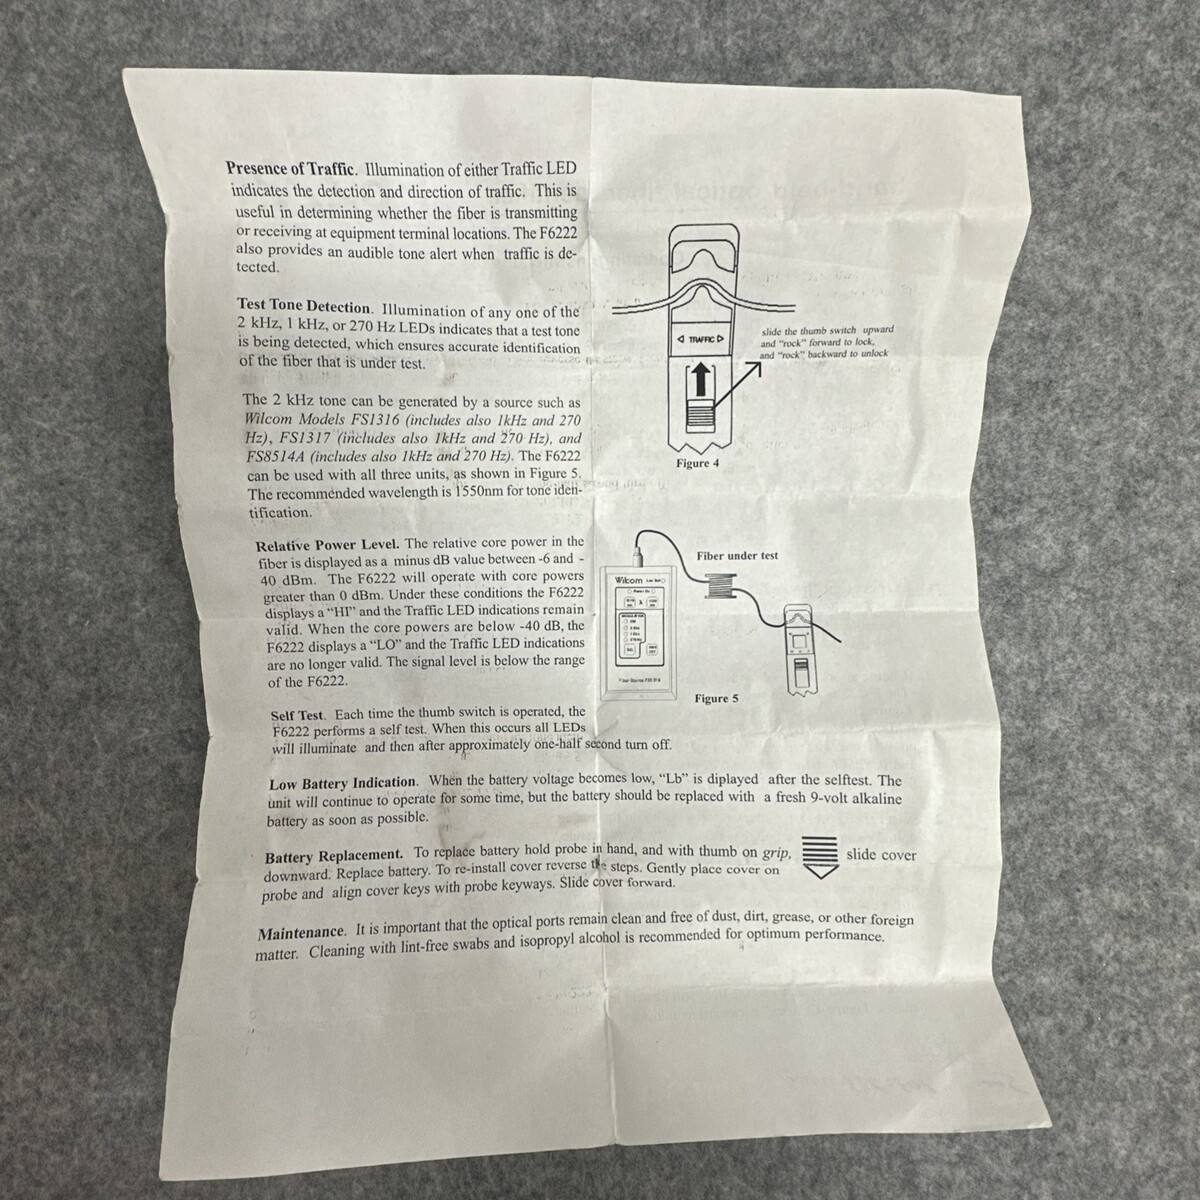 Presence of Traffic. Illumination of either Traffic LED
indicates the detection and direction of traffic. This is
useful in determining whether the fiber is transmitting
or receiving at equipment terminal locations. The F6222
also provides an audible tone alert when traffic is de-
tected.
Test Tone Detection. Illumination of any one of the
2 kHz, 1 kHz, or 270 Hz LEDs indicates that a test tone
is being detected, which ensures accurate identification
of the fiber that is under test.
The 2 kHz tone can be generated by a source such as
Wilcom Models FS1316 (includes also 1kHz and 270
Hz), FS1317 (includes also 1kHz and 270 Hz), and
FS8514A (includes also 1kHz and 270 Hz). The F6222
can be used with all three units, as shown in Figure 5.
The recommended wavelength is 1550nm for tone iden-
tification.
TRAFFIC
slide the thumb switch upward
and "rock" forward to lock,
and "rock" backward to unlock
Figure 4
Relative Power Level. The relative core power in the
fiber is displayed as a minus dB value between -6 and -
40 dBm. The F6222 will operate with core powers
greater than 0 dBm. Under these conditions the F6222
displays a “HI” and the Traffic LED indications remain
valid. When the core powers are below -40 dB, the
F6222 displays a “LO” and the Traffic LED indications
are no longer valid. The signal level is below the range
of the F6222.
Fiber under test
Wilcom
Figure 5
Self Test. Each time the thumb switch is operated, the
F6222 performs a self test. When this occurs all LEDs
will illuminate and then after approximately one-half second turn off.
Low Battery Indication. When the battery voltage becomes low, “Lb” is diplayed after the selftest. The
unit will continue to operate for some time, but the battery should be replaced with a fresh 9-volt alkaline
battery as soon as possible.
Battery Replacement. To replace battery hold probe in hand, and with thumb on grip, slide cover
downward. Replace battery. To re-install cover reverse the steps. Gently place cover on
probe and align cover keys with probe keyways. Slide cover forward.
Maintenance. It is important that the optical ports remain clean and free of dust, dirt, grease, or other foreign
matter. Cleaning with lint-free swabs and isopropyl alcohol is recommended for optimum performance.